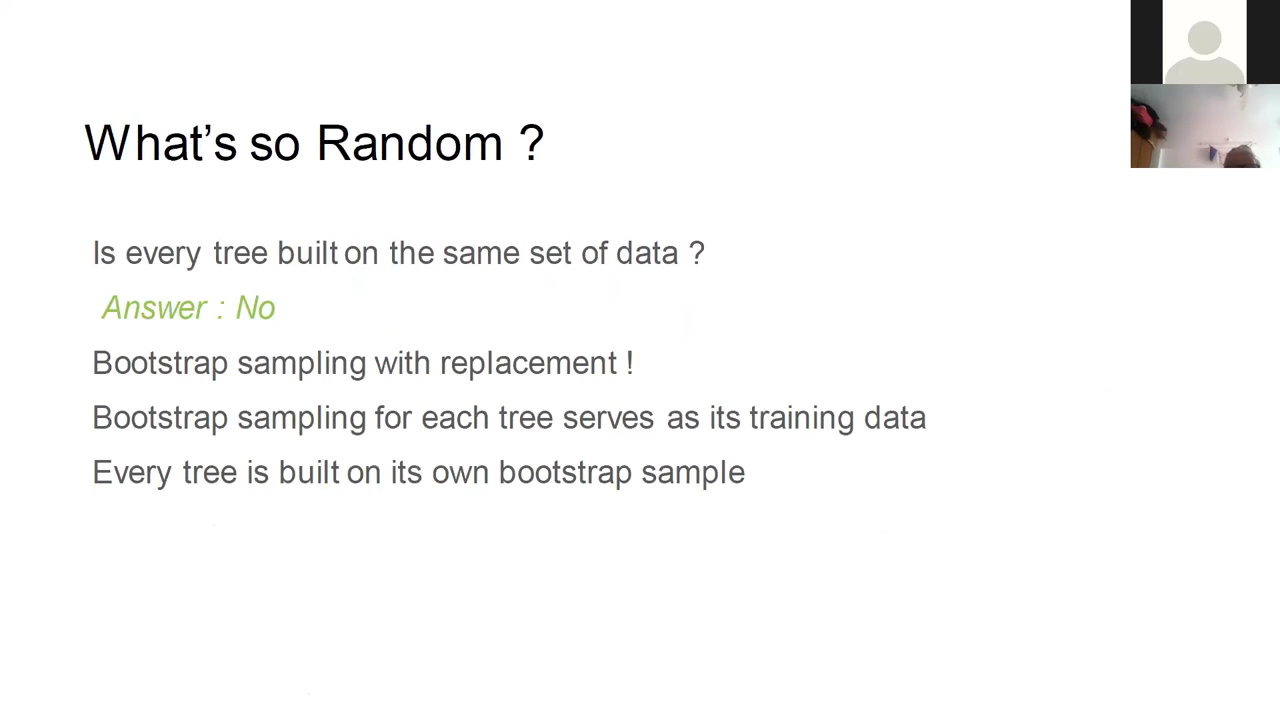 What's so Random ?
Is every tree built on the same set of data ?
Answer : No
Bootstrap sampling with replacement !
Bootstrap sampling for each tree serves as its training data
Every tree is built on its own bootstrap sample